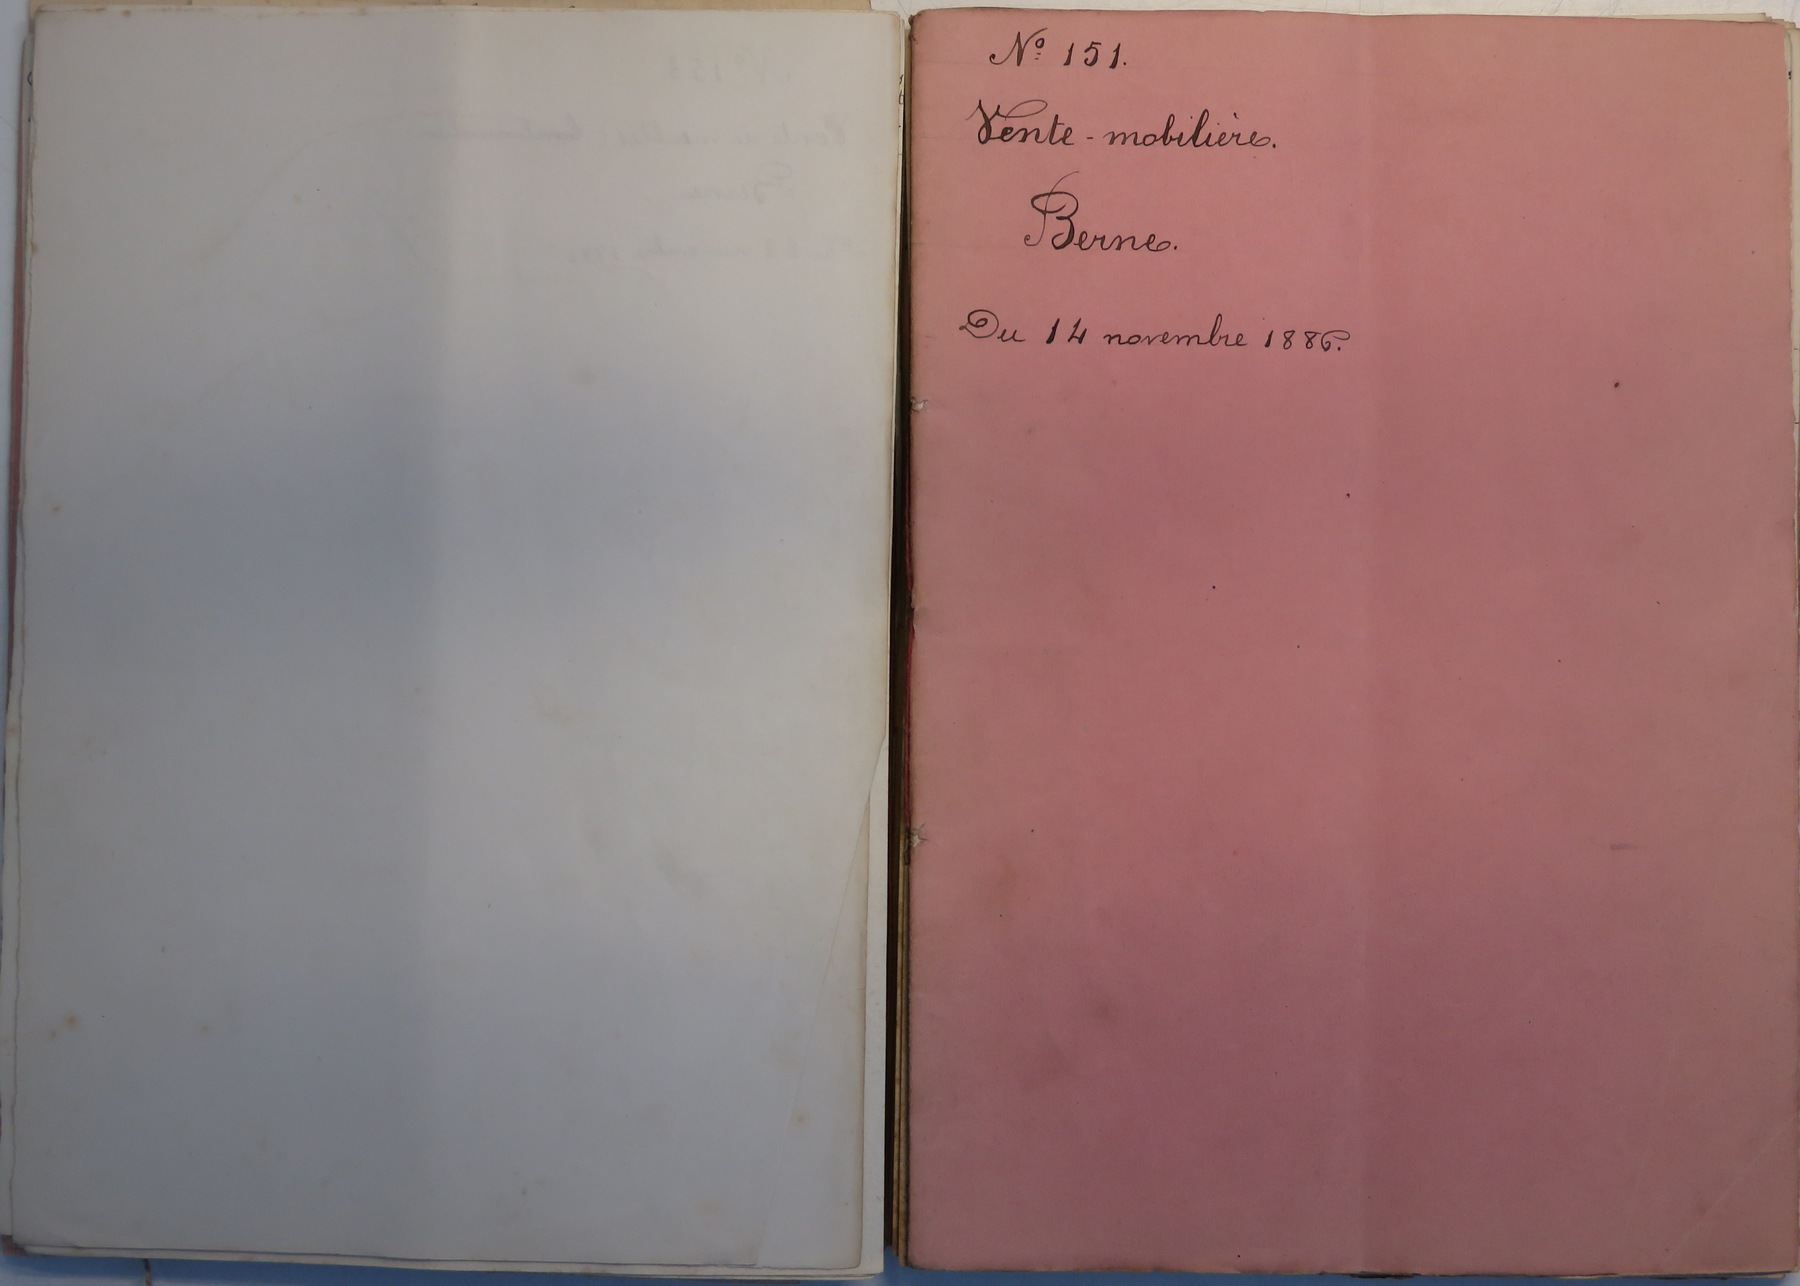 Nº 151.
Vente - mobilière.
Berne.
Du 14 novembre 1886.